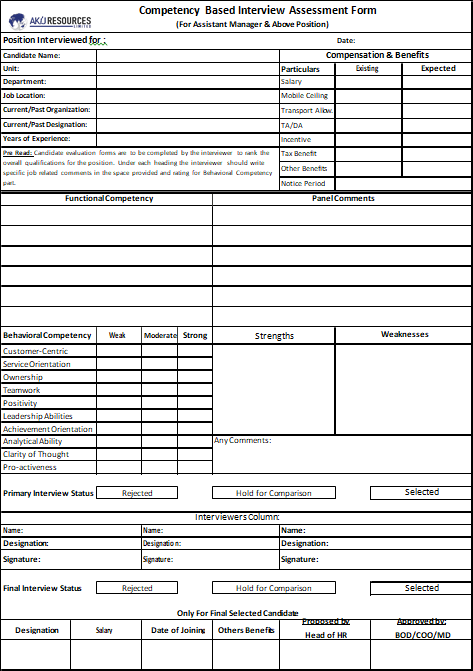 AKIJ RESOURCES
LIMITED
Competency Based Interview Assessment Form
(For Assistant Manager & Above Position)
Position Interviewed for : Date:
Candidate Name: Compensation & Benefits
Unit: Particulars Existing Expected
Department: Salary
Job Location: Mobile Ceiling
Current/Past Organization: Transport Allow.
Current/Past Designation: TA/DA
Years of Experience: Incentive
Pre Read: Candidate evaluation forms are to be completed by the interviewer to rank the
overall qualifications for the position. Under each heading the interviewer should write
specific job related comments in the space provided and rating for Behavioral Competency
part.
Tax Benefit
Other Benefits
Notice Period
Functional Competency Panel Comments
Behavioral Competency Weak Moderate Strong Strengths Weaknesses
Customer-Centric
Service Orientation
Ownership
Teamwork
Positivity
Leadership Abilities
Achievement Orientation
Analytical Ability Any Comments:
Clarity of Thought
Pro-activeness
Primary Interview Status Rejected Hold for Comparison Selected
Interviewers Column:
Name: Name: Name:
Designation: Designation: Designation:
Signature: Signature: Signature:
Final Interview Status Rejected Hold for Comparison Selected
Only For Final Selected Candidate
Designation Salary Date of Joining Others Benefits Proposed by Approved by:
Head of HR BOD/COO/MD